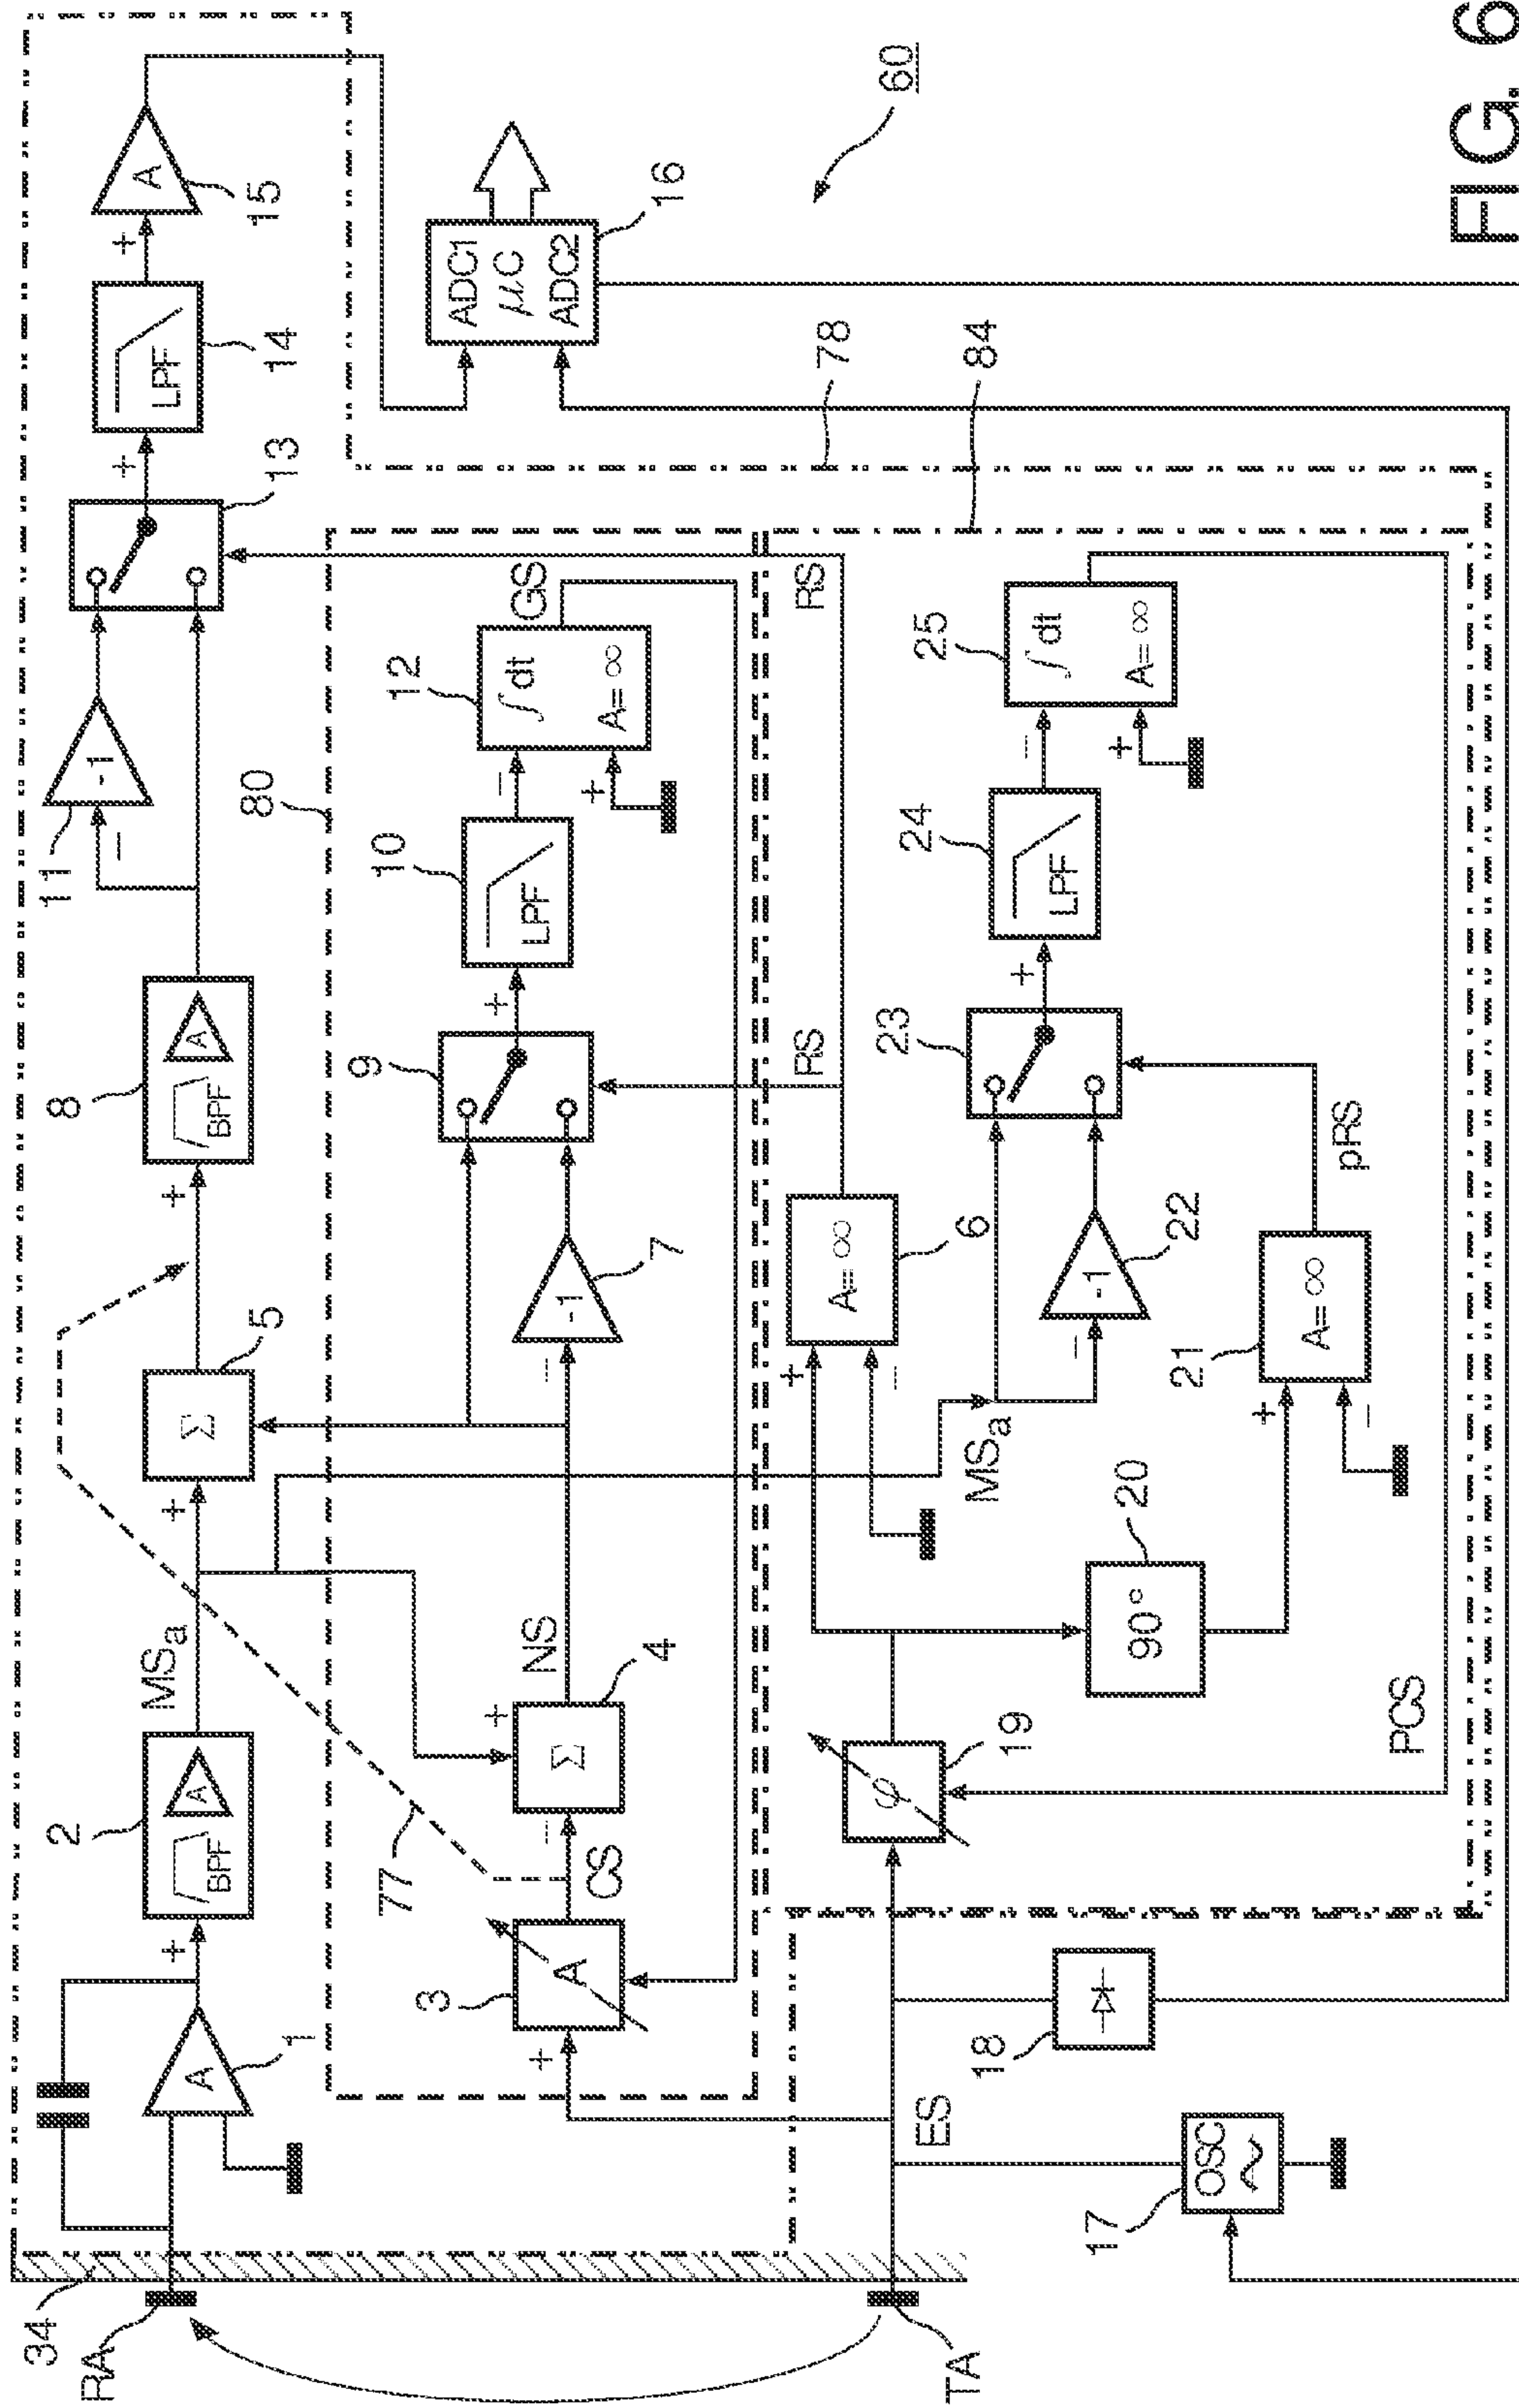 34
RA
A
1
+
2
BPF
A
MSa
+
5
Σ
+
8
BPF
A
11
−
-1
13
+
14
LPF
+
15
A
77
80
3
+
A
CS
−
4
Σ
+
NS
−
7
-1
9
RS
+
10
LPF
−
+
12
∫ dt
A= ∞
GS
ADC1
μC
ADC2
16
60
78
84
TA
ES
17
OSC
18
19
φ
20
90°
+
−
6
A= ∞
RS
MSa
−
22
-1
23
+
24
LPF
−
+
25
∫ dt
A= ∞
21
+
−
A= ∞
pRS
PCS
FIG. 6